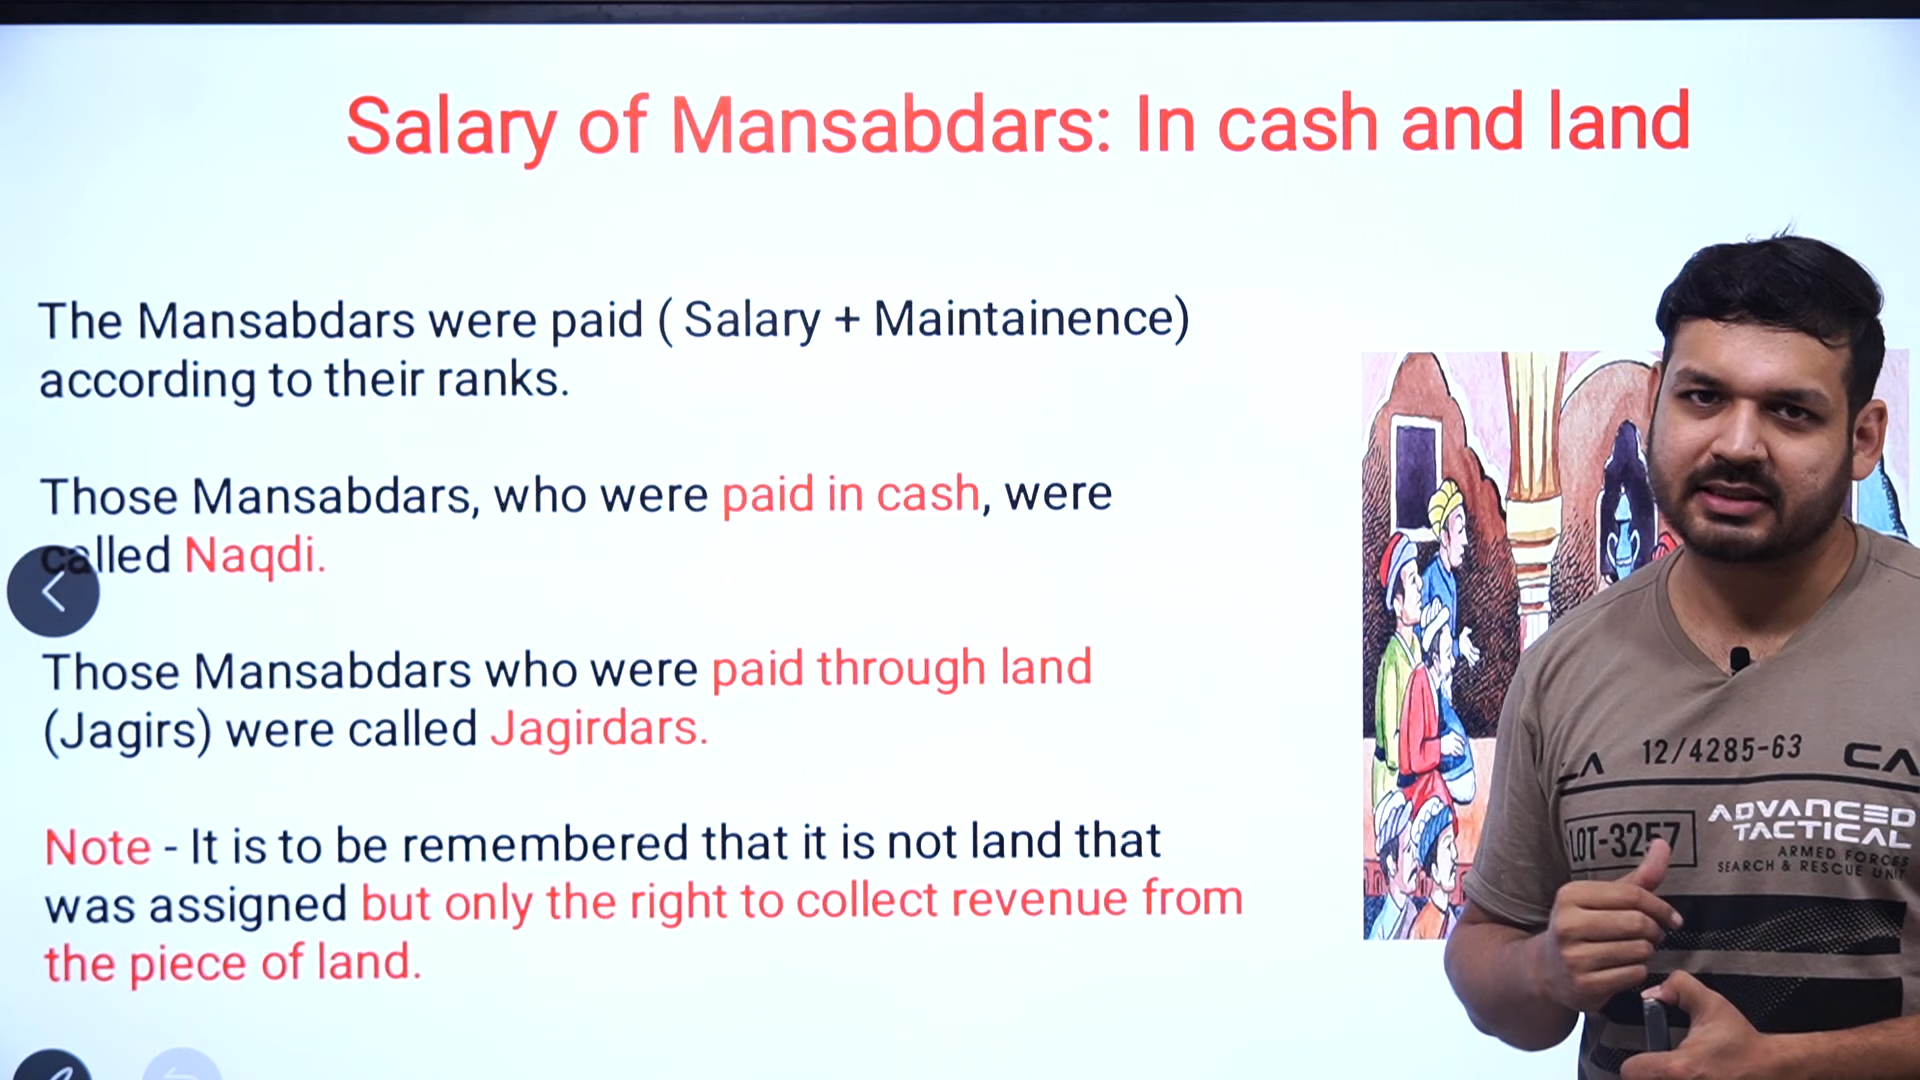 Salary of Mansabdars: In cash and land
The Mansabdars were paid ( Salary + Maintainence)
according to their ranks.
Those Mansabdars, who were paid in cash, were
called Naqdi.
Those Mansabdars who were paid through land
(Jagirs) were called Jagirdars.
Note - It is to be remembered that it is not land that
was assigned but only the right to collect revenue from
the piece of land.
12/4285-63
CA
LOT-3257
ADVANCED
TACTICAL
ARMED FORCES
SEARCH & RESCUE UNIT